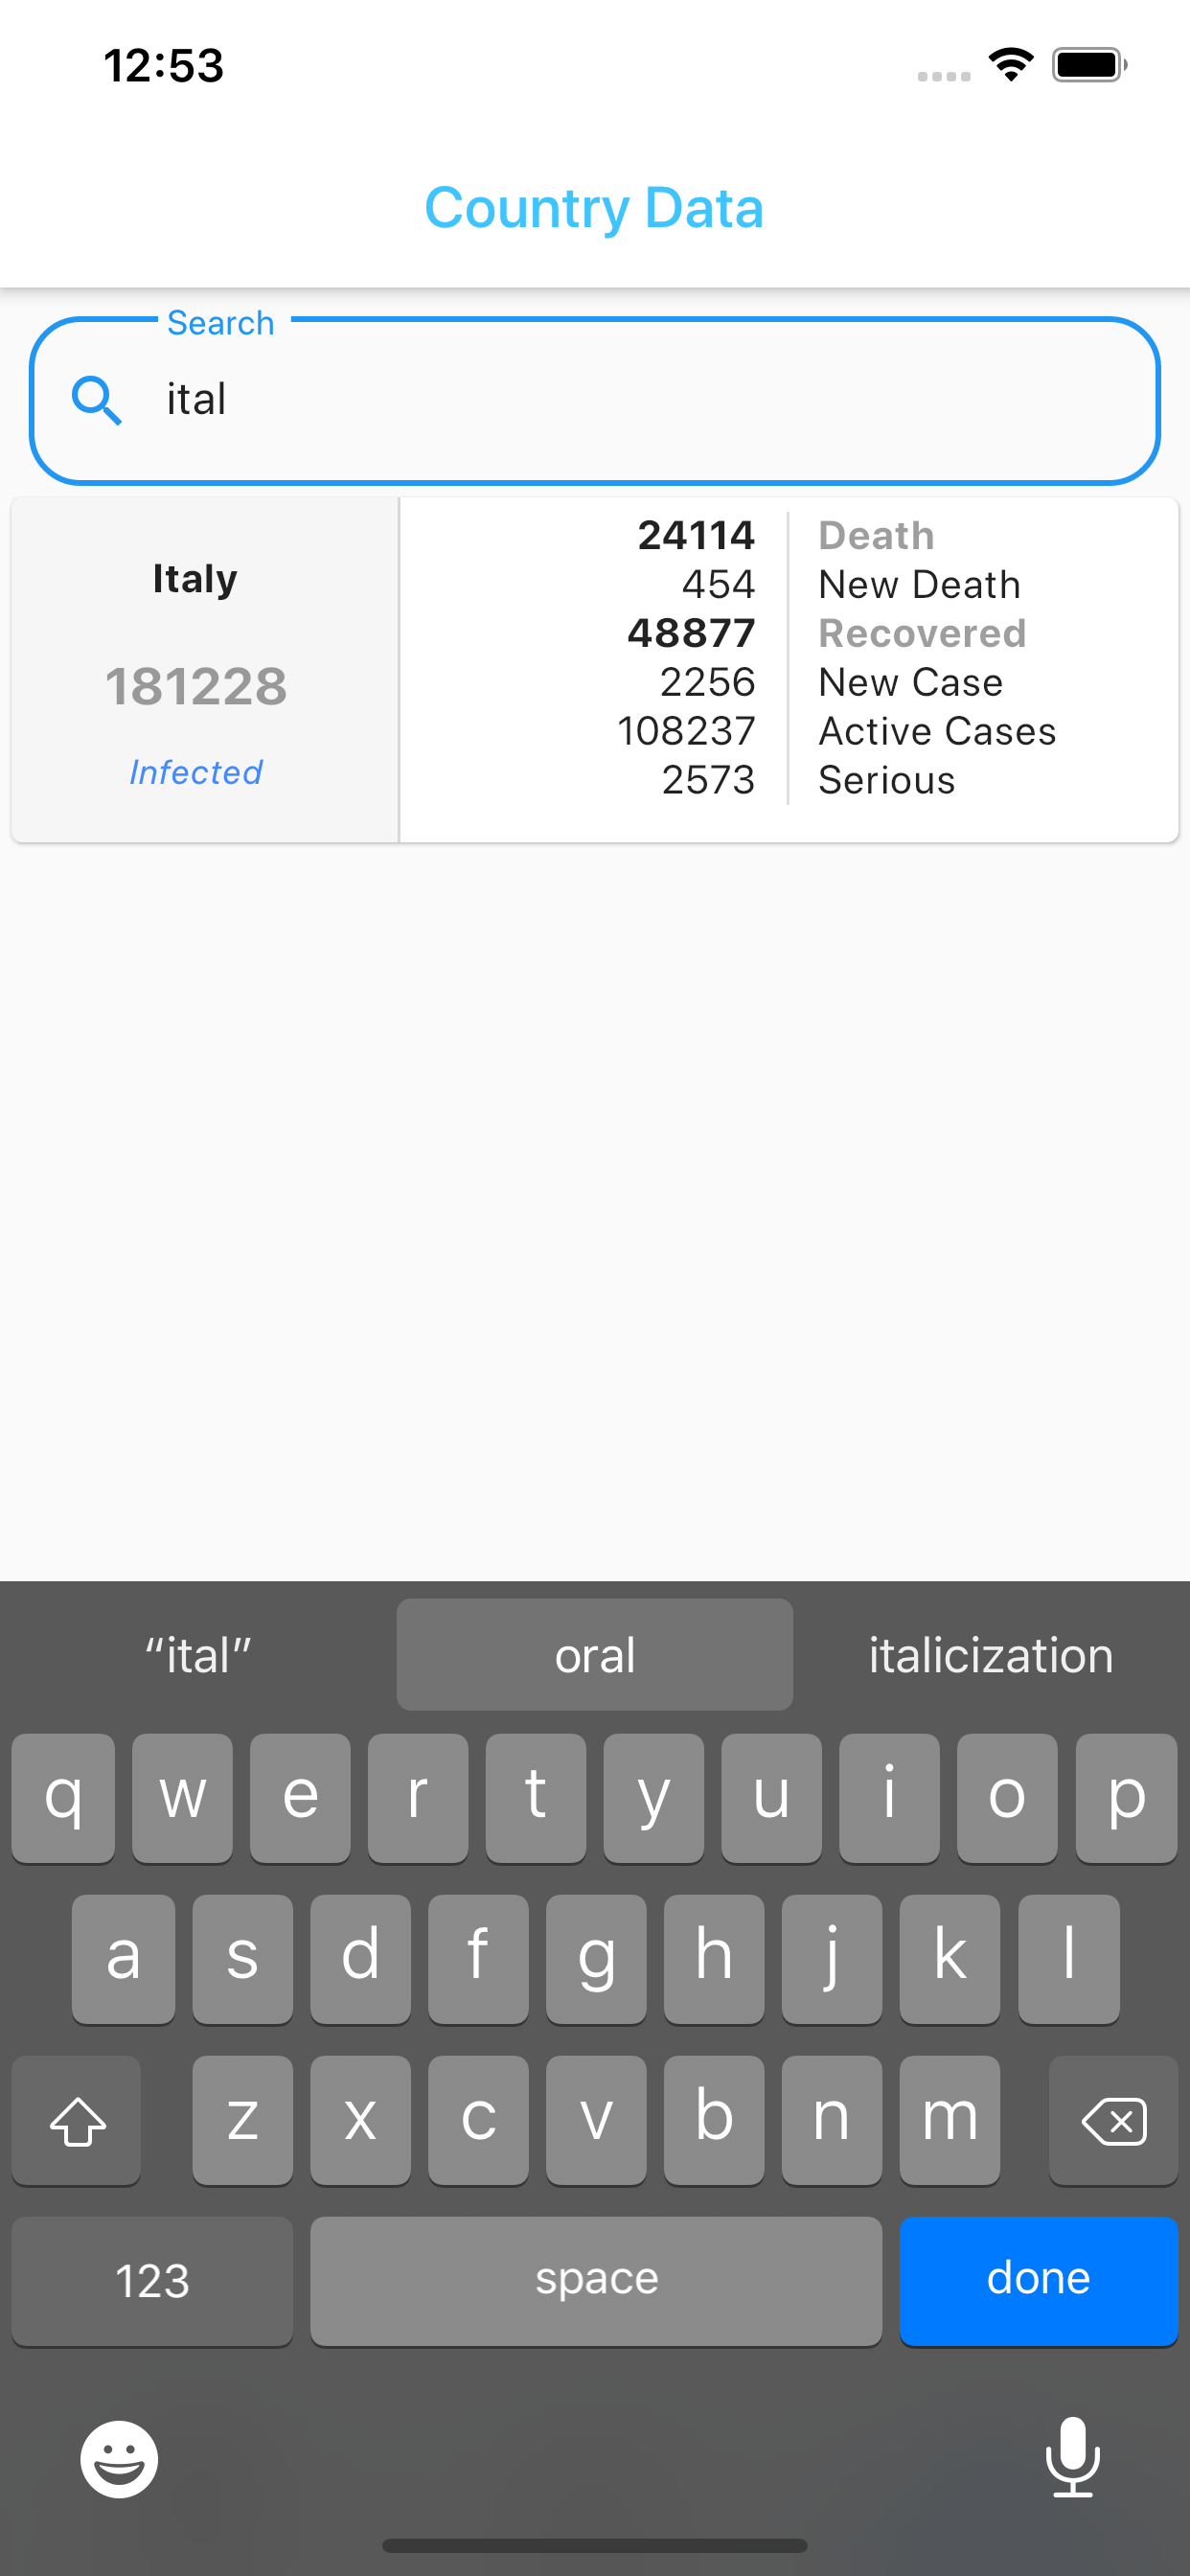 12:53
Country Data
Search
ital
Italy
181228
Infected
24114 Death
454 New Death
48877 Recovered
2256 New Case
108237 Active Cases
2573 Serious
“ital” oral italicization
q w e r t y u i o p
a s d f g h j k l
z x c v b n m
123 space done